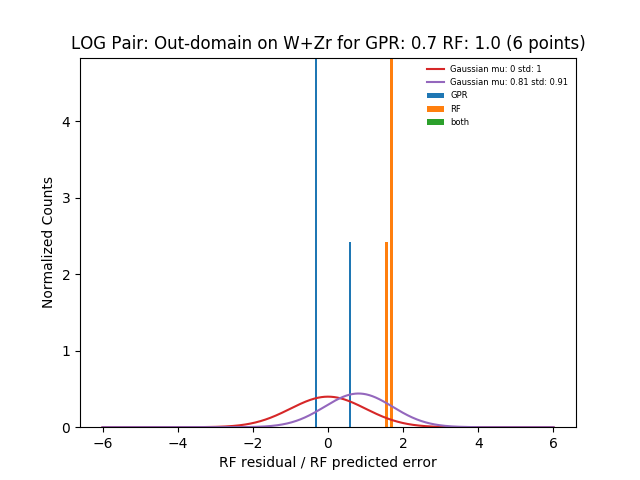 LOG Pair: Out-domain on W+Zr for GPR: 0.7 RF: 1.0 (6 points)
Gaussian mu: 0 std: 1
Gaussian mu: 0.81 std: 0.91
GPR
RF
both
Normalized Counts
4
3
2
1
0
−6 −4 −2 0 2 4 6
RF residual / RF predicted error